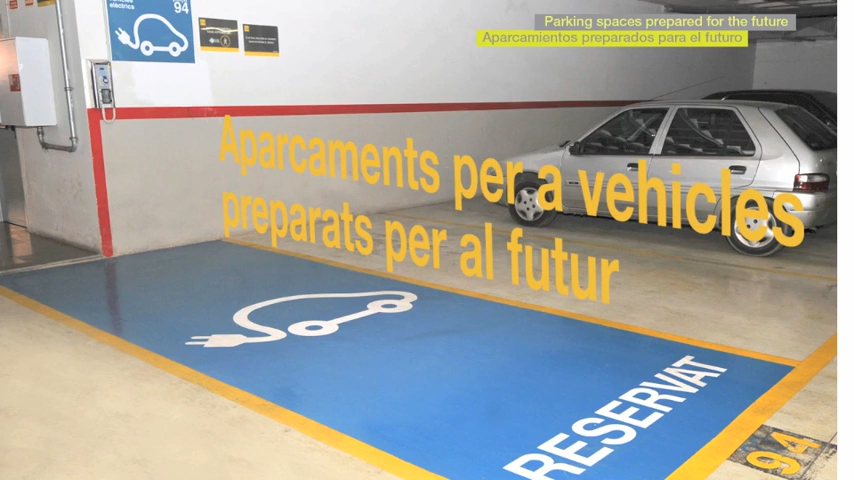 elèctrics
94
Parking spaces prepared for the future
Aparcamientos preparados para el futuro
Aparcaments per a vehicles
preparats per al futur
RESERVAT
94